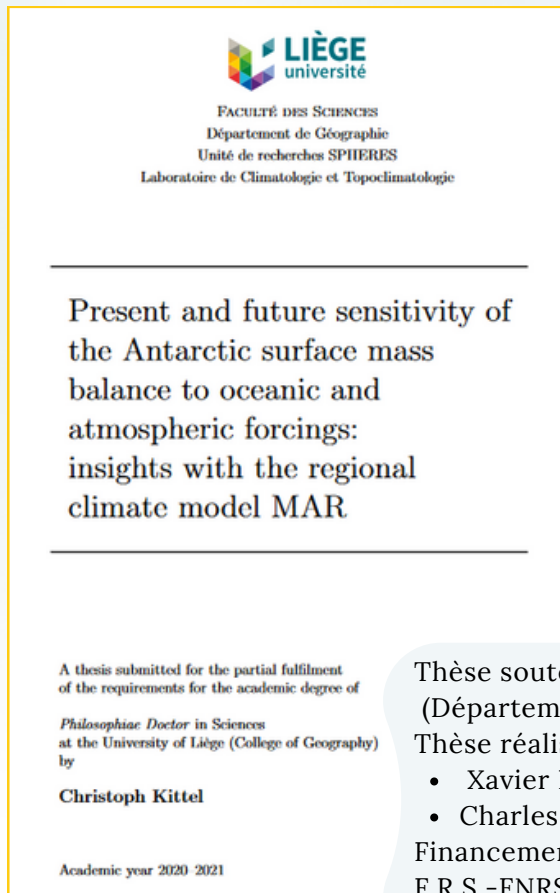 LIÈGE
université
FACULTÉ DES SCIENCES
Département de Géographie
Unité de recherches SPHERES
Laboratoire de Climatologie et Topoclimatologie
Present and future sensitivity of
the Antarctic surface mass
balance to oceanic and
atmospheric forcings:
insights with the regional
climate model MAR
A thesis submitted for the partial fulfilment
of the requirements for the academic degree of
Philosophiae Doctor in Sciences
at the University of Liège (College of Geography)
by
Christoph Kittel
Academic year 2020–2021
Thèse sout
(Départem
Thèse réali
• Xavier
• Charles
Financemen
F.R.S.-FNRS